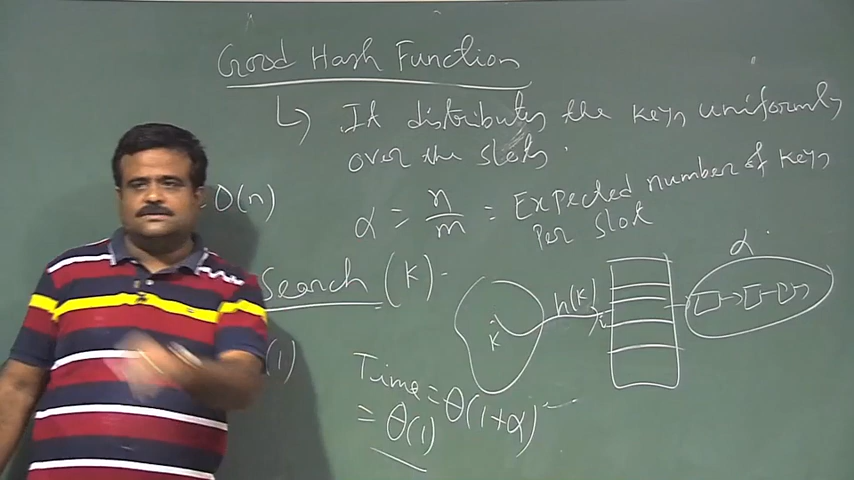 Good Hash Function
↳ It distributes the keys uniformly
over the slots.
O(n)
α = n/m = Expected number of keys
per slot
Search (K)
α
h(K)
K
(1)
Time = Θ(1+α)
= Θ(1)